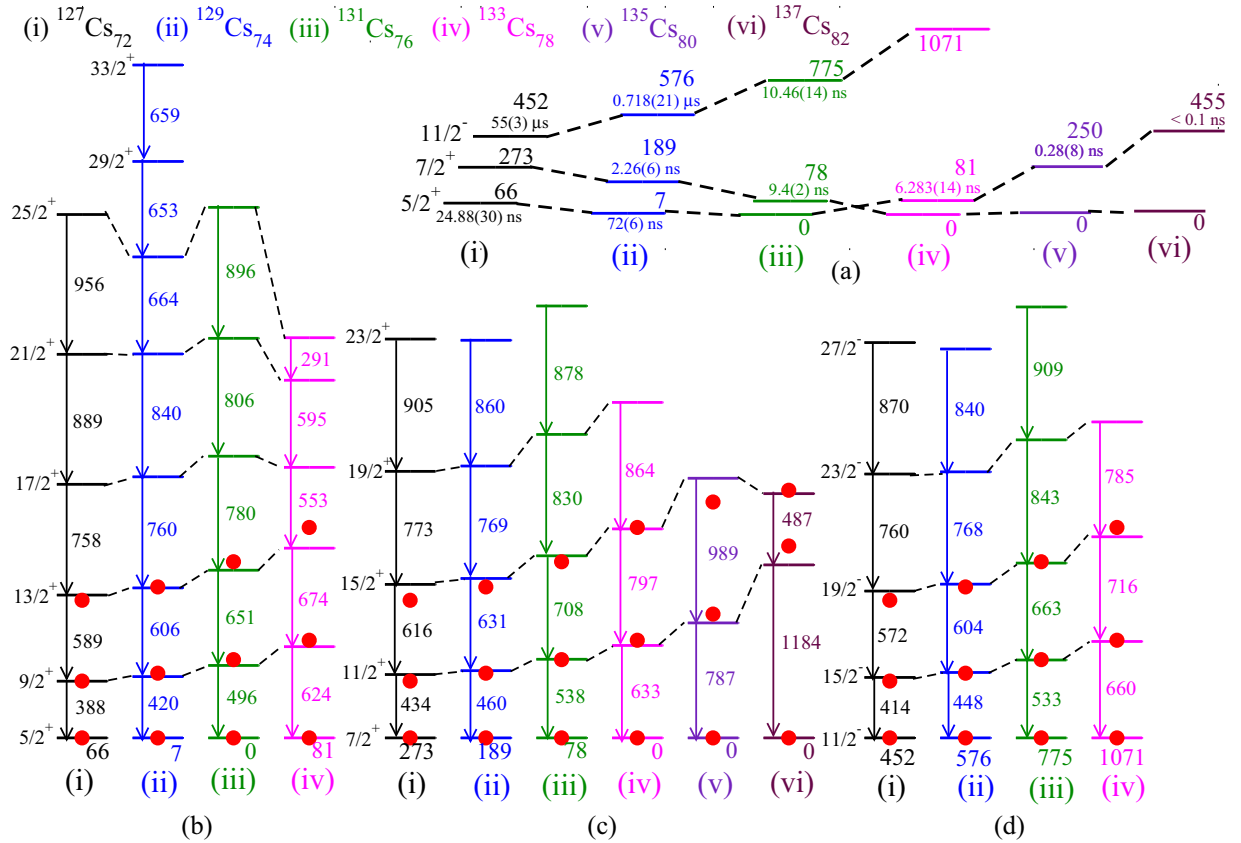 (i) ¹²⁷Cs₇₂ (ii) ¹²⁹Cs₇₄ (iii) ¹³¹Cs₇₆ (iv) ¹³³Cs₇₈ (v) ¹³⁵Cs₈₀ (vi) ¹³⁷Cs₈₂
11/2⁻ 452 576 775 1071
55(3) µs 0.718(21) µs 10.46(14) ns
7/2⁺ 273 189 78 81 250 455
2.26(6) ns 9.4(2) ns 6.283(14) ns 0.28(8) ns < 0.1 ns
5/2⁺ 66 7 0 0 0 0
24.88(30) ns 72(6) ns
(i) (ii) (iii) (iv) (v) (vi)
(a)
33/2⁺
659
29/2⁺
653
25/2⁺
956 664 896 291
21/2⁺
889 840 806 595
17/2⁺
758 760 780 553
13/2⁺
589 606 651 674
9/2⁺
388 420 496 624
5/2⁺
66 7 0 81
(i) (ii) (iii) (iv)
(b)
23/2⁺
905 860 878
19/2⁺
773 769 830 864
15/2⁺
616 631 708 797 989 487
11/2⁺
434 460 538 633 787 1184
7/2⁺
273 189 78 0 0 0
(i) (ii) (iii) (iv) (v) (vi)
(c)
27/2⁻
870 840 909
23/2⁻
760 768 843 785
19/2⁻
572 604 663 716
15/2⁻
414 448 533 660
11/2⁻
452 576 775 1071
(i) (ii) (iii) (iv)
(d)